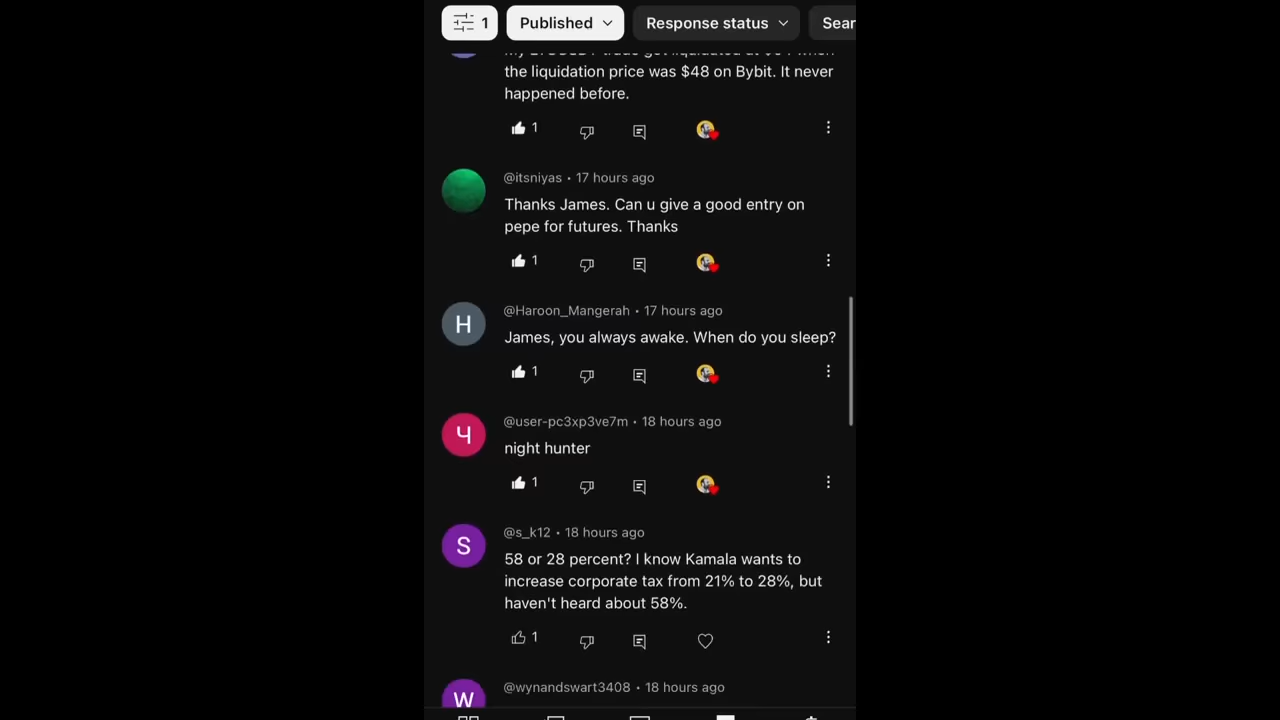 1
Published
Response status
Sear
the liquidation price was $48 on Bybit. It never
happened before.
1
@itsniyas • 17 hours ago
Thanks James. Can u give a good entry on
pepe for futures. Thanks
1
H
@Haroon_Mangerah • 17 hours ago
James, you always awake. When do you sleep?
1
Ч
@user-pc3xp3ve7m • 18 hours ago
night hunter
1
S
@s_k12 • 18 hours ago
58 or 28 percent? I know Kamala wants to
increase corporate tax from 21% to 28%, but
haven't heard about 58%.
1
W
@wynandswart3408 • 18 hours ago